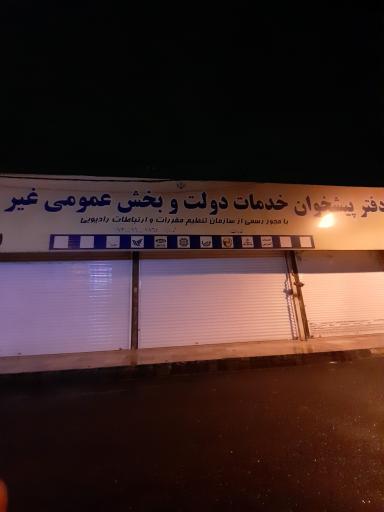 دفتر پیشخوان خدمات دولت و بخش عمومی غیر
با مجوز رسمی از سازمان تنظیم مقررات و ارتباطات رادیویی